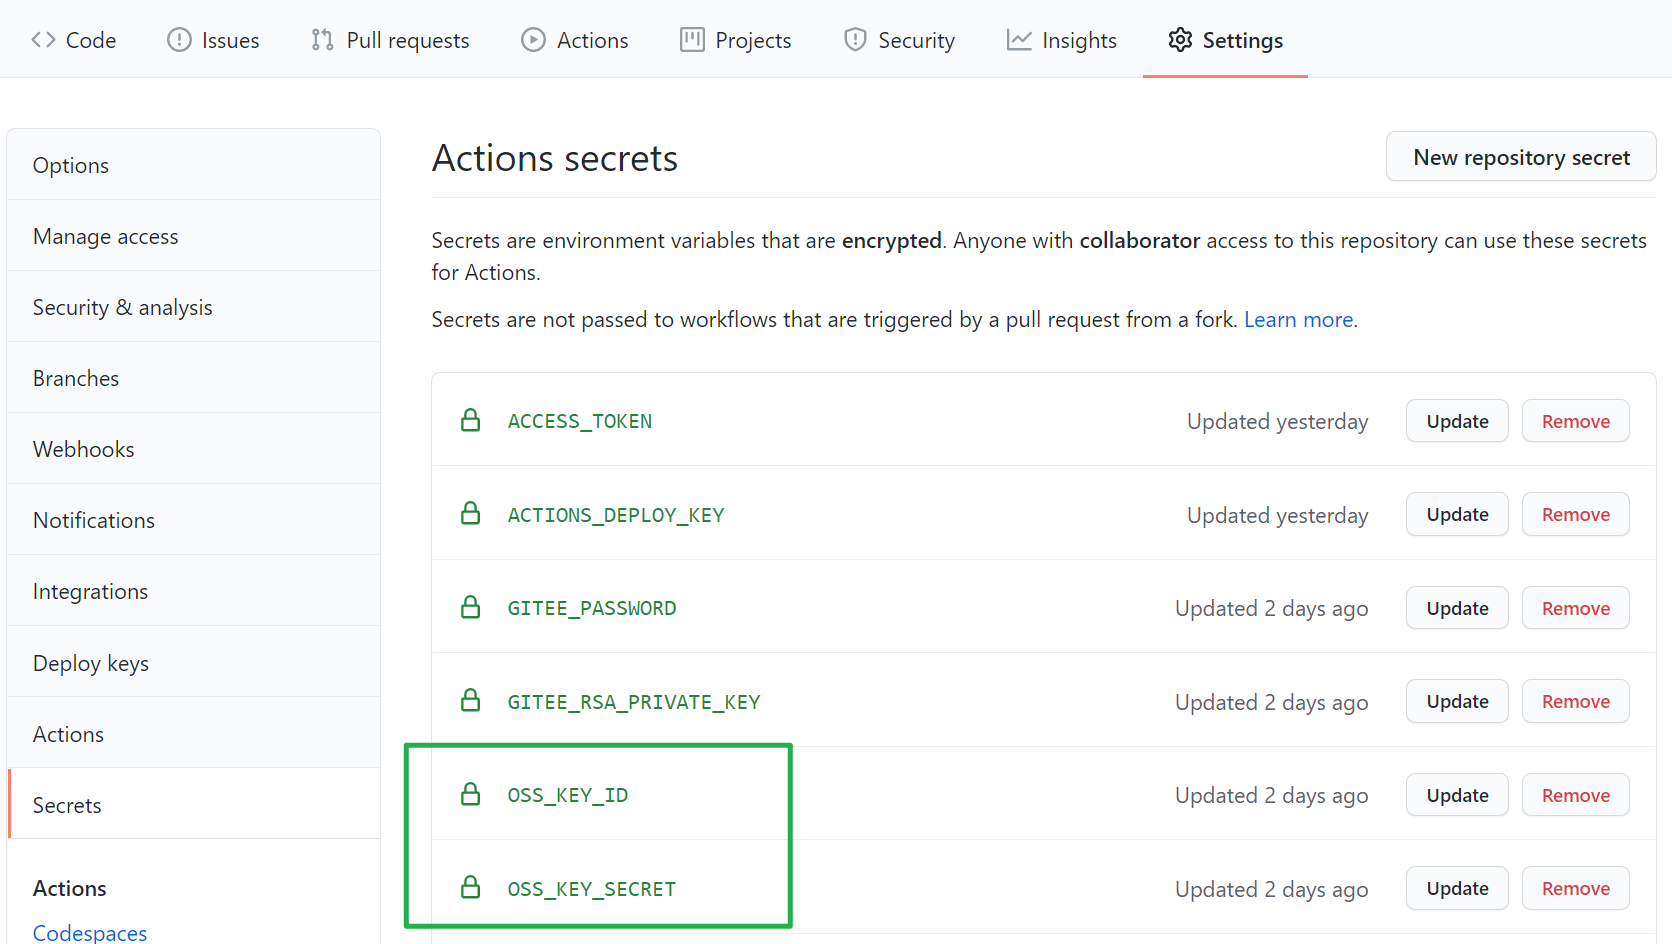 Code Issues Pull requests Actions Projects Security Insights Settings
Options
Manage access
Security & analysis
Branches
Webhooks
Notifications
Integrations
Deploy keys
Actions
Secrets
Actions
Codespaces
Actions secrets
New repository secret
Secrets are environment variables that are encrypted. Anyone with collaborator access to this repository can use these secrets
for Actions.
Secrets are not passed to workflows that are triggered by a pull request from a fork. Learn more.
ACCESS_TOKEN Updated yesterday Update Remove
ACTIONS_DEPLOY_KEY Updated yesterday Update Remove
GITEE_PASSWORD Updated 2 days ago Update Remove
GITEE_RSA_PRIVATE_KEY Updated 2 days ago Update Remove
OSS_KEY_ID Updated 2 days ago Update Remove
OSS_KEY_SECRET Updated 2 days ago Update Remove